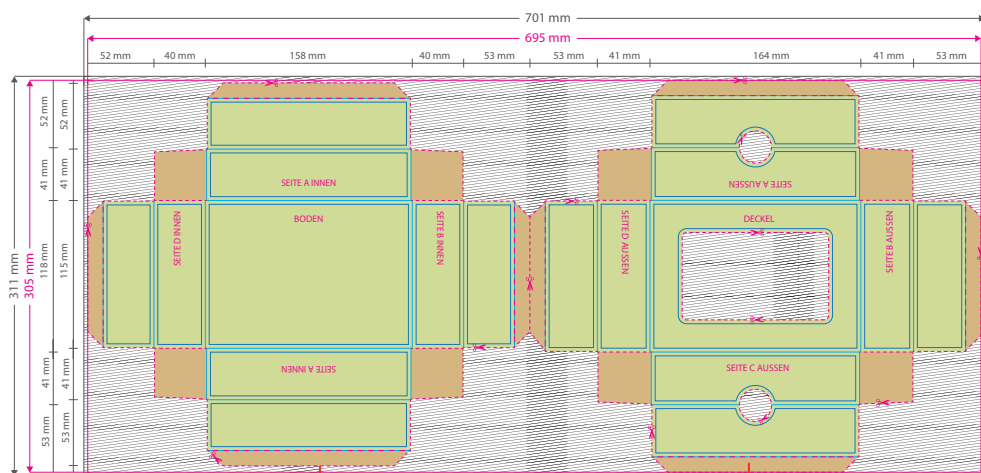 701 mm
695 mm
52 mm 40 mm 158 mm 40 mm 53 mm 53 mm 41 mm 164 mm 41 mm 53 mm
311 mm
305 mm
52 mm 52 mm
41 mm 41 mm
118 mm 115 mm
41 mm 41 mm
53 mm 53 mm
SEITE A INNEN
BODEN
SEITE D INNEN
SEITE B INNEN
SEITE A INNEN
SEITE A AUSSEN
DECKEL
SEITE D AUSSEN
SEITE B AUSSEN
SEITE C AUSSEN